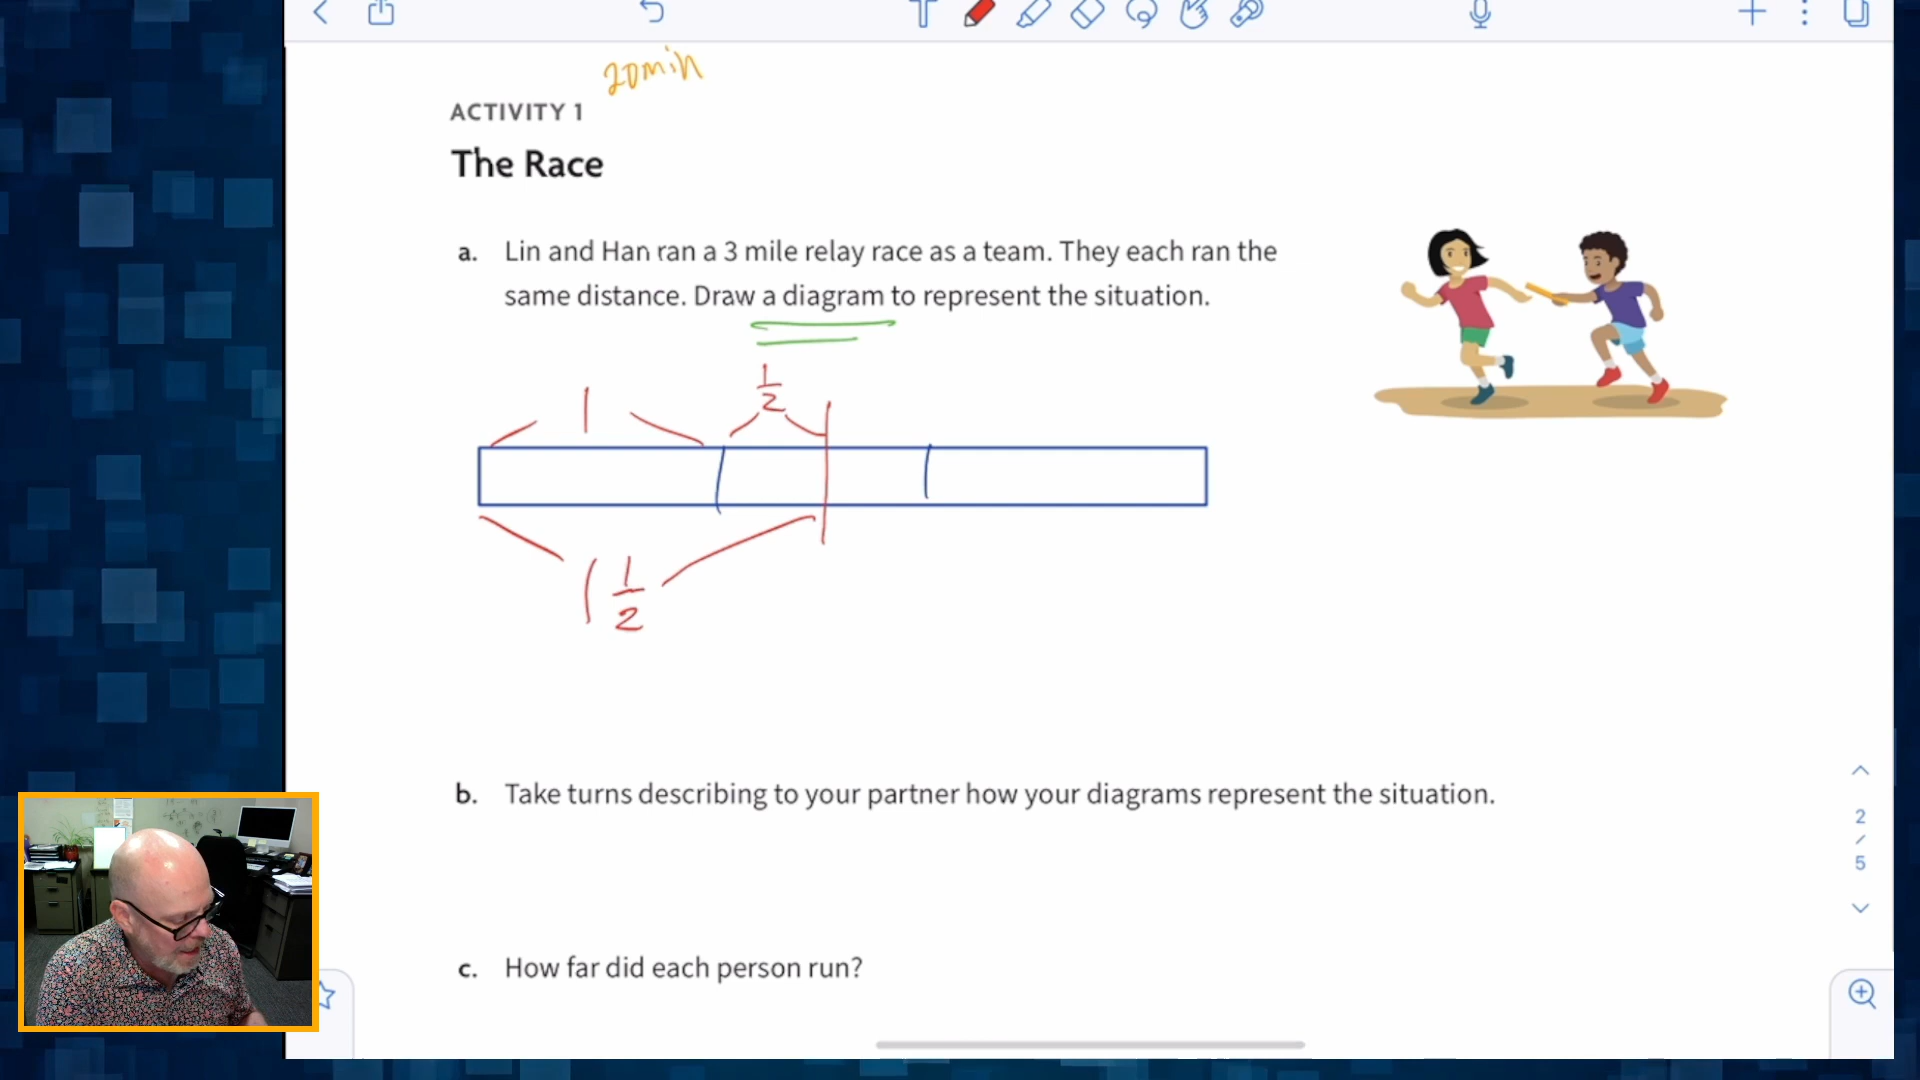 20min
ACTIVITY 1
The Race
a. Lin and Han ran a 3 mile relay race as a team. They each ran the
same distance. Draw a diagram to represent the situation.
1 1/2
1 1/2
b. Take turns describing to your partner how your diagrams represent the situation.
2
/
5
c. How far did each person run?